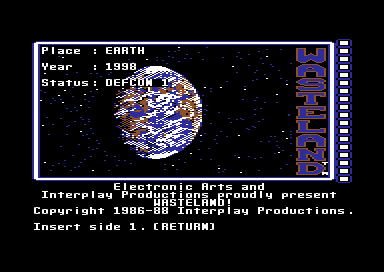 Place : EARTH
Year  : 1998
Status: DEFCON 1
WASTELAND
TM
Electronic Arts and
Interplay Productions proudly present
WASTELAND!
Copyright 1986-88 Interplay Productions.
Insert side 1. (RETURN)